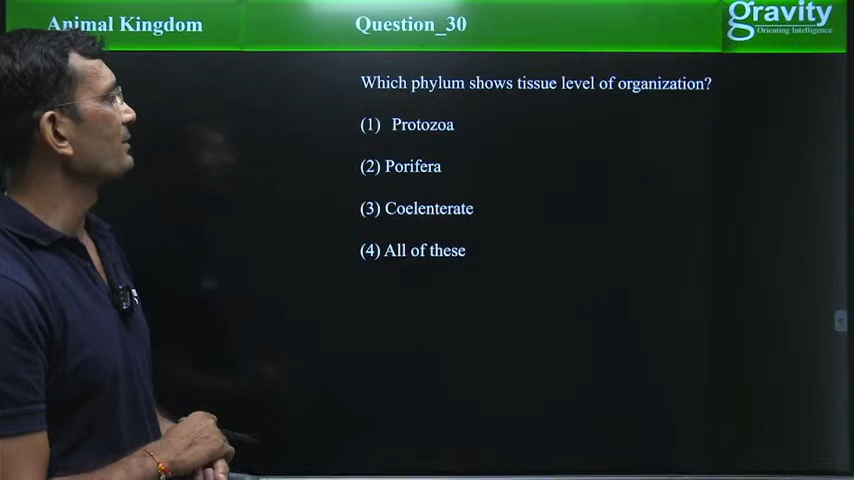 Animal Kingdom
Question_30
gravity
Orienting Intelligence
Which phylum shows tissue level of organization?
(1) Protozoa
(2) Porifera
(3) Coelenterate
(4) All of these